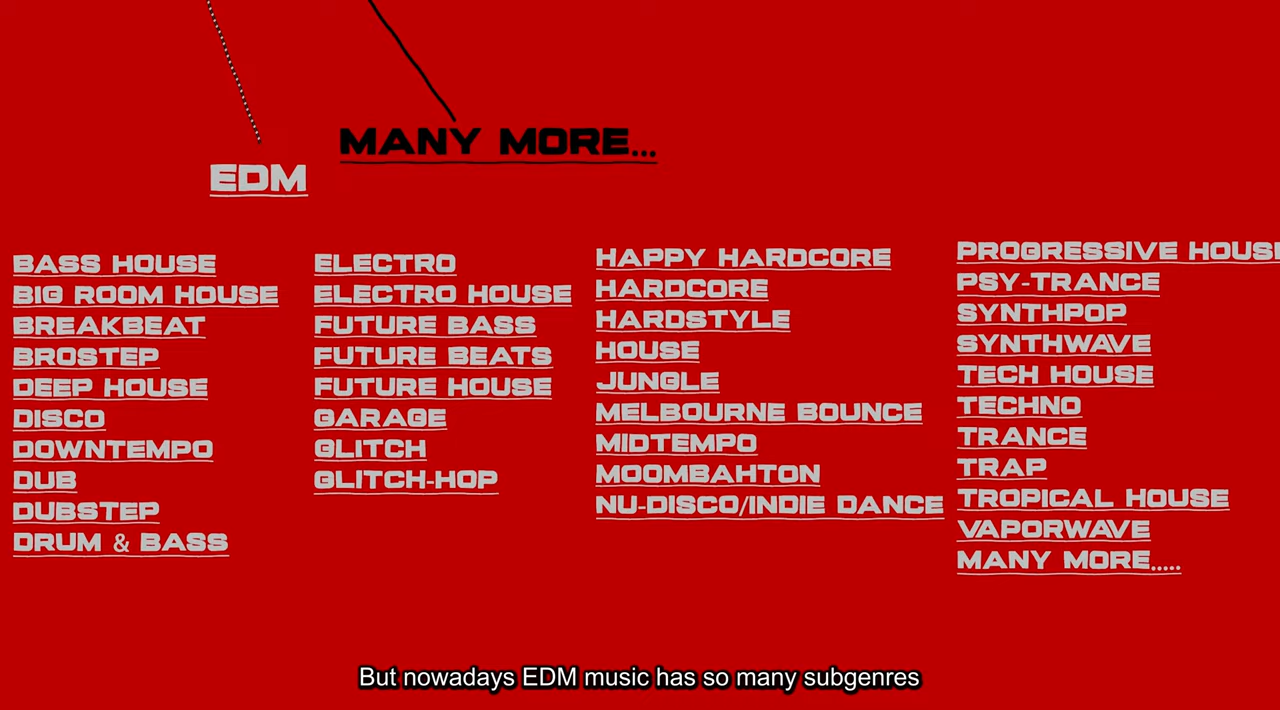 MANY MORE...
EDM
BASS HOUSE
BIG ROOM HOUSE
BREAKBEAT
BROSTEP
DEEP HOUSE
DISCO
DOWNTEMPO
DUB
DUBSTEP
DRUM & BASS
ELECTRO
ELECTRO HOUSE
FUTURE BASS
FUTURE BEATS
FUTURE HOUSE
GARAGE
GLITCH
GLITCH-HOP
HAPPY HARDCORE
HARDCORE
HARDSTYLE
HOUSE
JUNGLE
MELBOURNE BOUNCE
MIDTEMPO
MOOMBAHTON
NU-DISCO/INDIE DANCE
PROGRESSIVE HOUSE
PSY-TRANCE
SYNTHPOP
SYNTHWAVE
TECH HOUSE
TECHNO
TRANCE
TRAP
TROPICAL HOUSE
VAPORWAVE
MANY MORE.....
But nowadays EDM music has so many subgenres